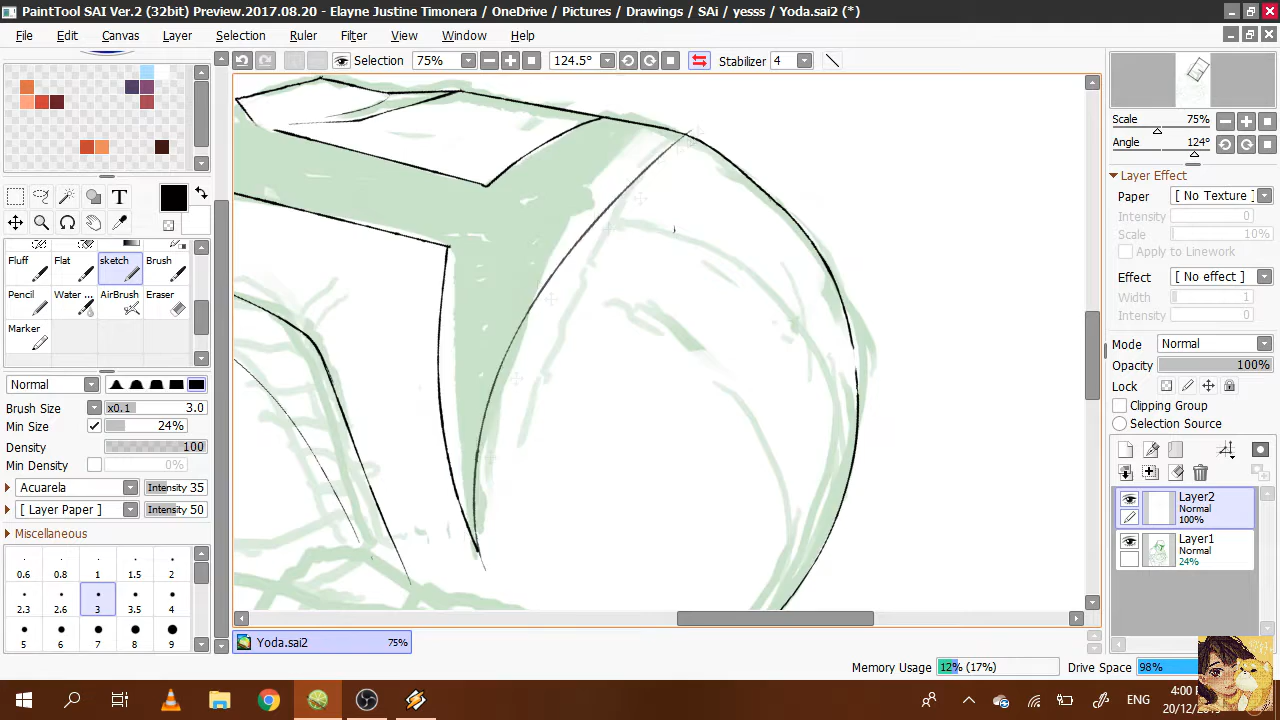 PaintTool SAI Ver.2 (32bit) Preview.2017.08.20 - Elayne Justine Timonera / OneDrive / Pictures / Drawings / SAi / yesss / Yoda.sai2 (*)
File Edit Canvas Layer Selection Ruler Filter View Window Help
Selection 75% 124.5° Stabilizer 4
Scale 75%
Angle 124°
Layer Effect
Paper [ No Texture ]
Intensity 0
Scale 10%
Apply to Linework
Effect [ No effect ]
Width 1
Intensity 0
Mode Normal
Opacity 100%
Lock
Clipping Group
Selection Source
Layer2
Normal
100%
Layer1
Normal
24%
T
Fluff Flat sketch Brush
Pencil Water ... AirBrush Eraser
Marker
Normal
Brush Size x0.1 3.0
Min Size 24%
Density 100
Min Density 0%
Acuarela Intensity 35
[ Layer Paper ] Intensity 50
Miscellaneous
0.6 0.8 1 1.5 2
2.3 2.6 3 3.5 4
5 6 7 8 9
Yoda.sai2 75%
Memory Usage 12% (17%) Drive Space 98%
ENG
4:00